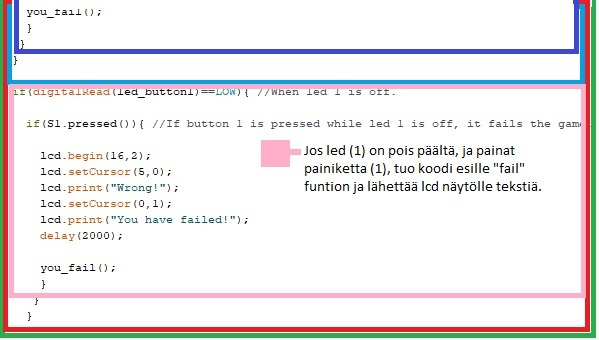 you_fail();
}
}
}
if(digitalRead(led_button1)==LOW){ //When led 1 is off.
if(S1.pressed()){ //If button 1 is pressed while led 1 is off, it fails the game
lcd.begin(16,2);
lcd.setCursor(5,0);
lcd.print("Wrong!");
lcd.setCursor(0,1);
lcd.print("You have failed!");
delay(2000);
you_fail();
}
}
}
Jos led (1) on pois päältä, ja painat
painiketta (1), tuo koodi esille "fail"
funtion ja lähettää lcd näytölle tekstiä.